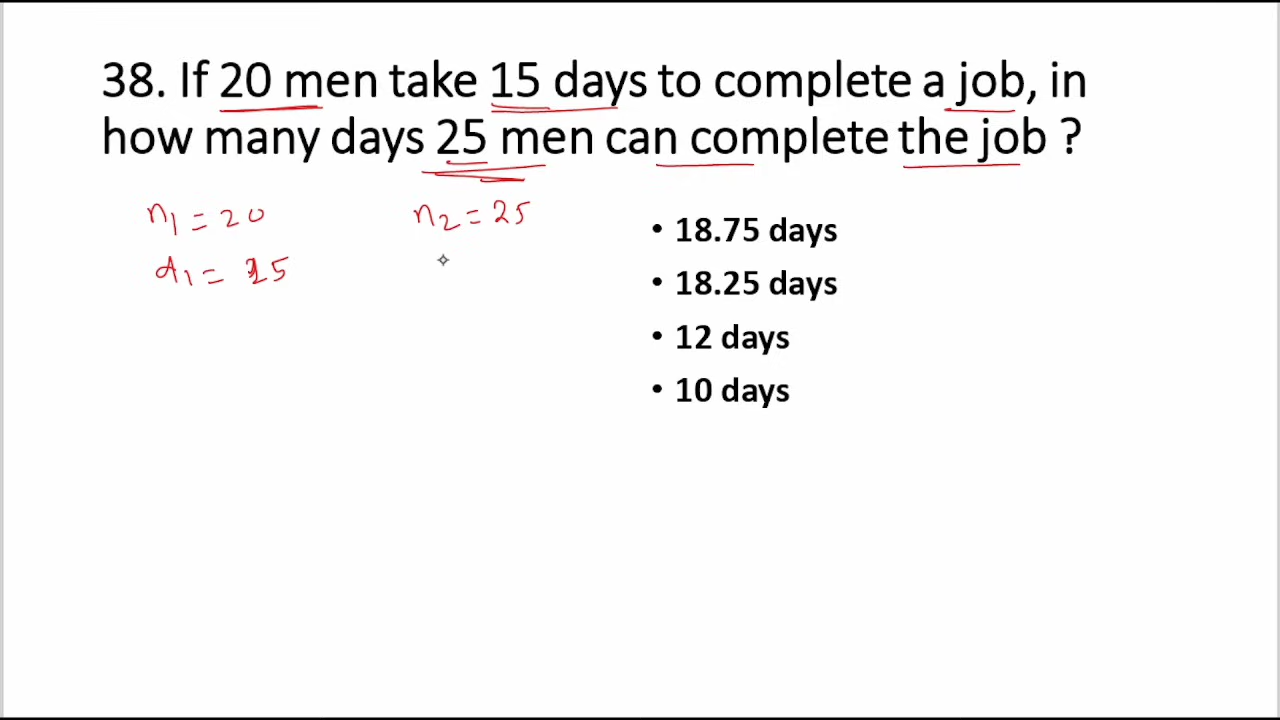 38. If 20 men take 15 days to complete a job, in
how many days 25 men can complete the job ?
n1 = 20
n2 = 25
d1 = 15
• 18.75 days
• 18.25 days
• 12 days
• 10 days